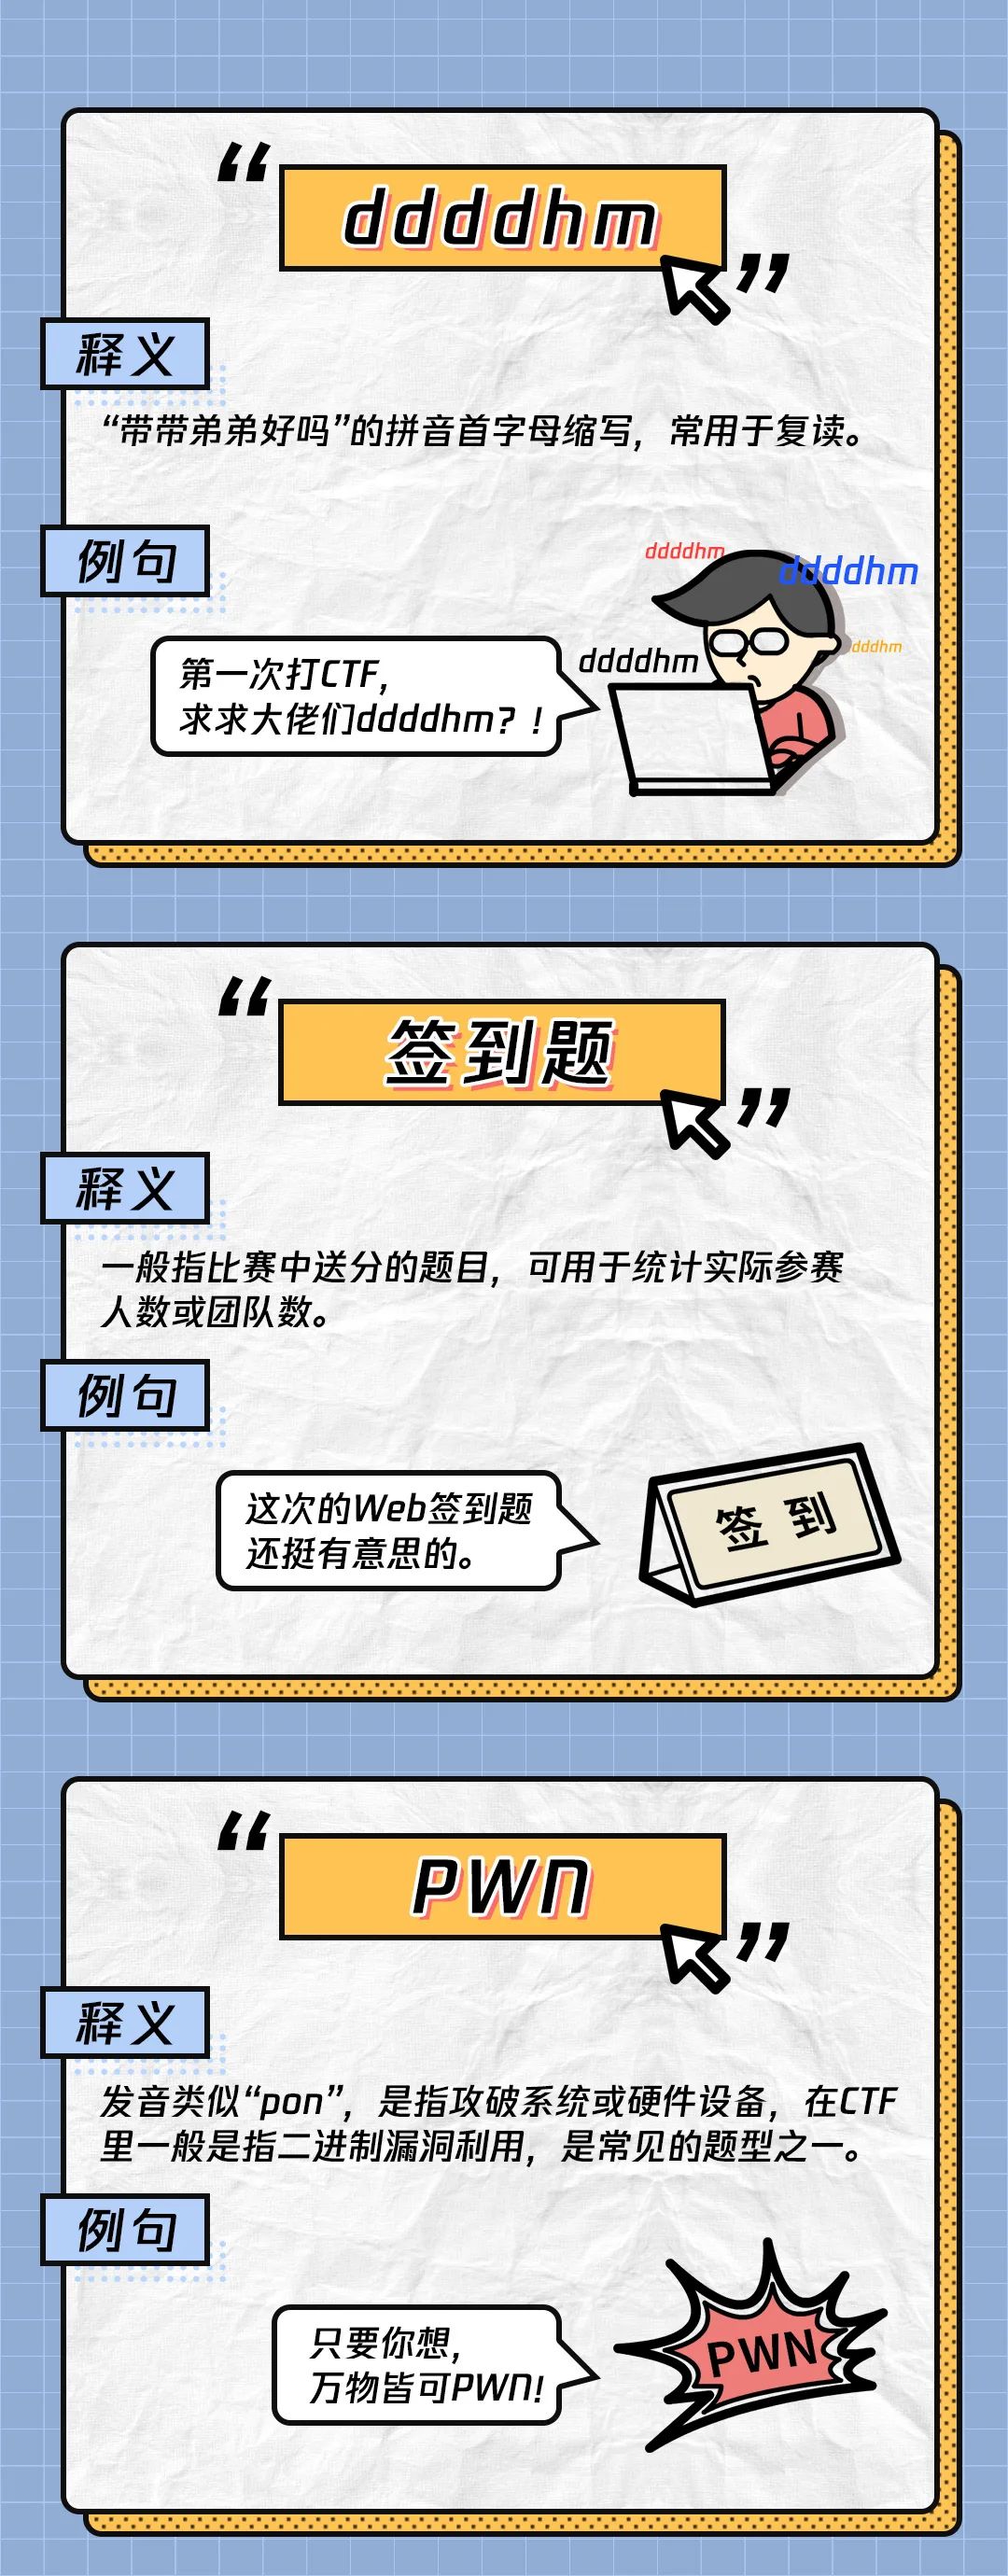 “ddddhm”
释义
“带带弟弟好吗”的拼音首字母缩写，常用于复读。
例句
ddddhm
ddddhm
dddhm
ddddhm
第一次打CTF，
求求大佬们ddddhm？！
“签到题”
释义
一般指比赛中送分的题目，可用于统计实际参赛
人数或团队数。
例句
这次的Web签到题
还挺有意思的。
签到
“PWN”
释义
发音类似“pon”，是指攻破系统或硬件设备，在CTF
里一般是指二进制漏洞利用，是常见的题型之一。
例句
只要你想，
万物皆可PWN!
PWN